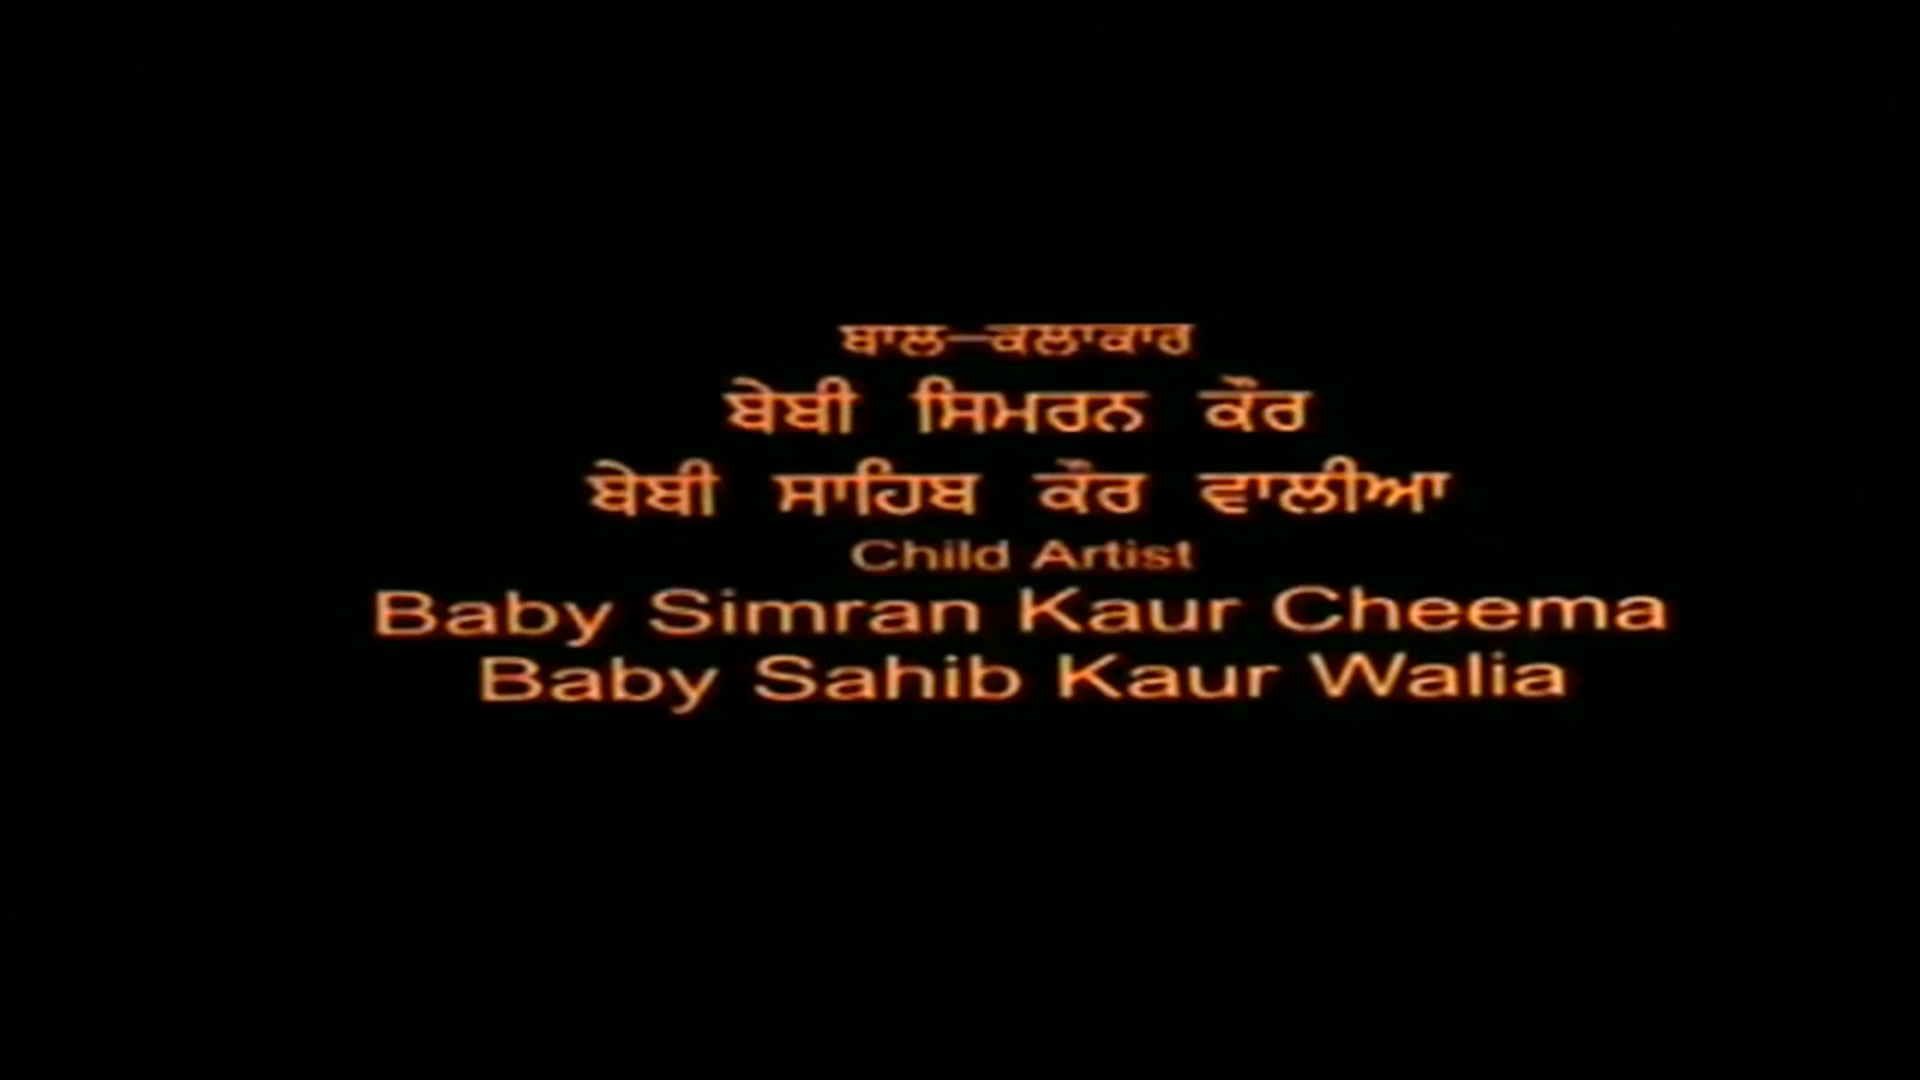 ਬਾਲ-ਕਲਾਕਾਰ
ਬੇਬੀ ਸਿਮਰਨ ਕੌਰ
ਬੇਬੀ ਸਾਹਿਬ ਕੌਰ ਵਾਲੀਆ
Child Artist
Baby Simran Kaur Cheema
Baby Sahib Kaur Walia